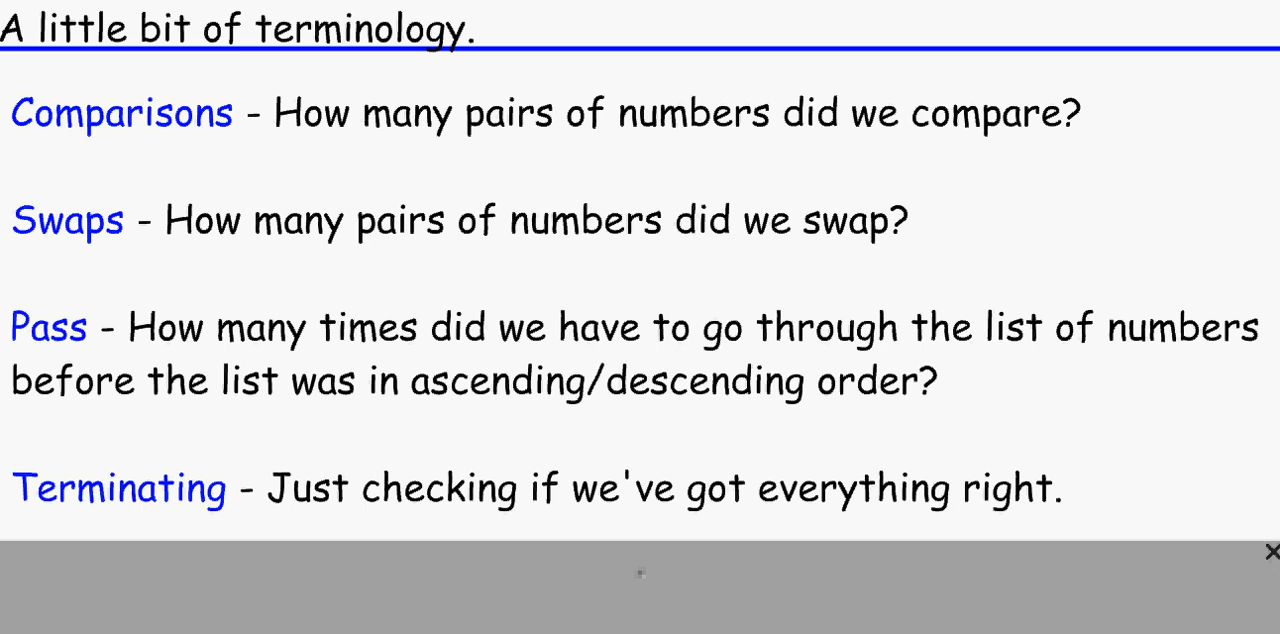 A little bit of terminology.
Comparisons - How many pairs of numbers did we compare?
Swaps - How many pairs of numbers did we swap?
Pass - How many times did we have to go through the list of numbers
before the list was in ascending/descending order?
Terminating - Just checking if we've got everything right.